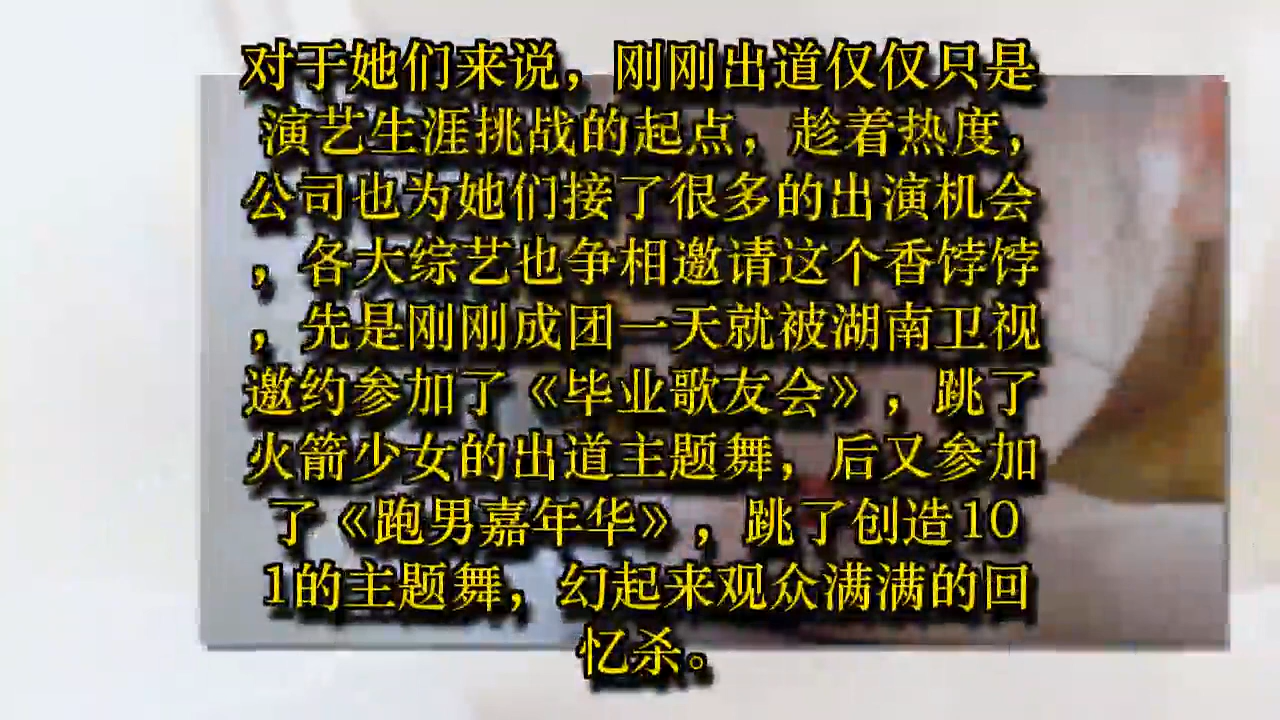 对于她们来说，刚刚出道仅仅只是
演艺生涯挑战的起点，趁着热度，
公司也为她们接了很多的出演机会
，各大综艺也争相邀请这个香饽饽
，先是刚刚成团一天就被湖南卫视
邀约参加了《毕业歌友会》，跳了
火箭少女的出道主题舞，后又参加
了《跑男嘉年华》，跳了创造10
1的主题舞，幻起来观众满满的回
忆杀。